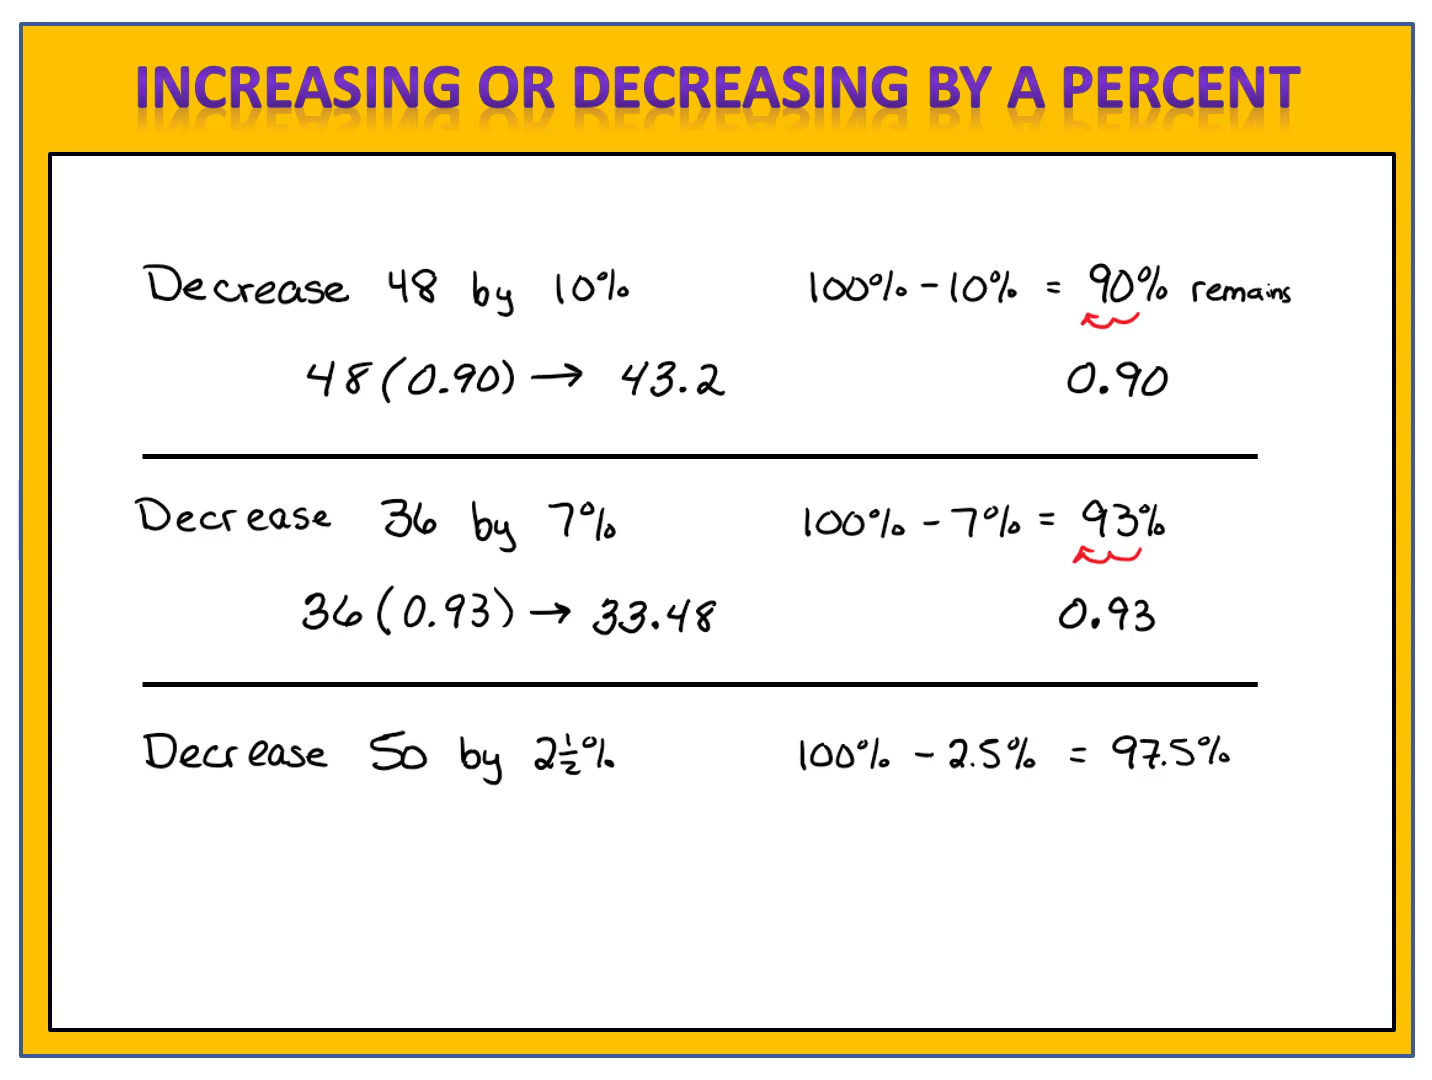 INCREASING OR DECREASING BY A PERCENT
Decrease 48 by 10% 100% - 10% = 90% remains
48(0.90) → 43.2 0.90
Decrease 36 by 7% 100% - 7% = 93%
36(0.93) → 33.48 0.93
Decrease 50 by 2½% 100% - 2.5% = 97.5%